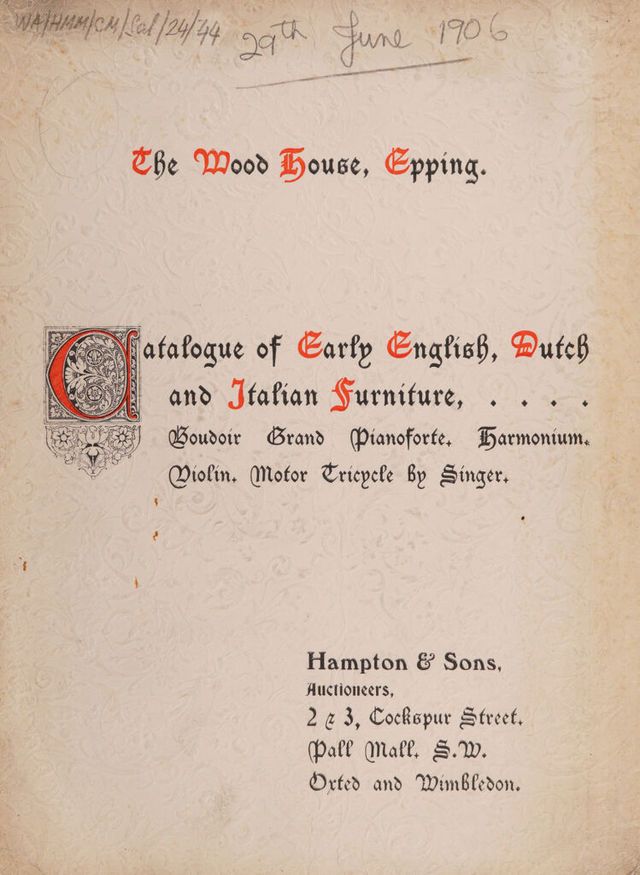 WA/HMM/CM/Sal/24/44
29th June 1906
The Wood House, Epping.
Catalogue of Early English, Dutch
and Italian Furniture, . . . .
Boudoir Grand Pianoforte. Harmonium.
Violin. Motor Tricycle by Singer.
Hampton & Sons,
Auctioneers,
2 & 3, Cockspur Street.
Pall Mall. S.W.
Oxted and Wimbledon.